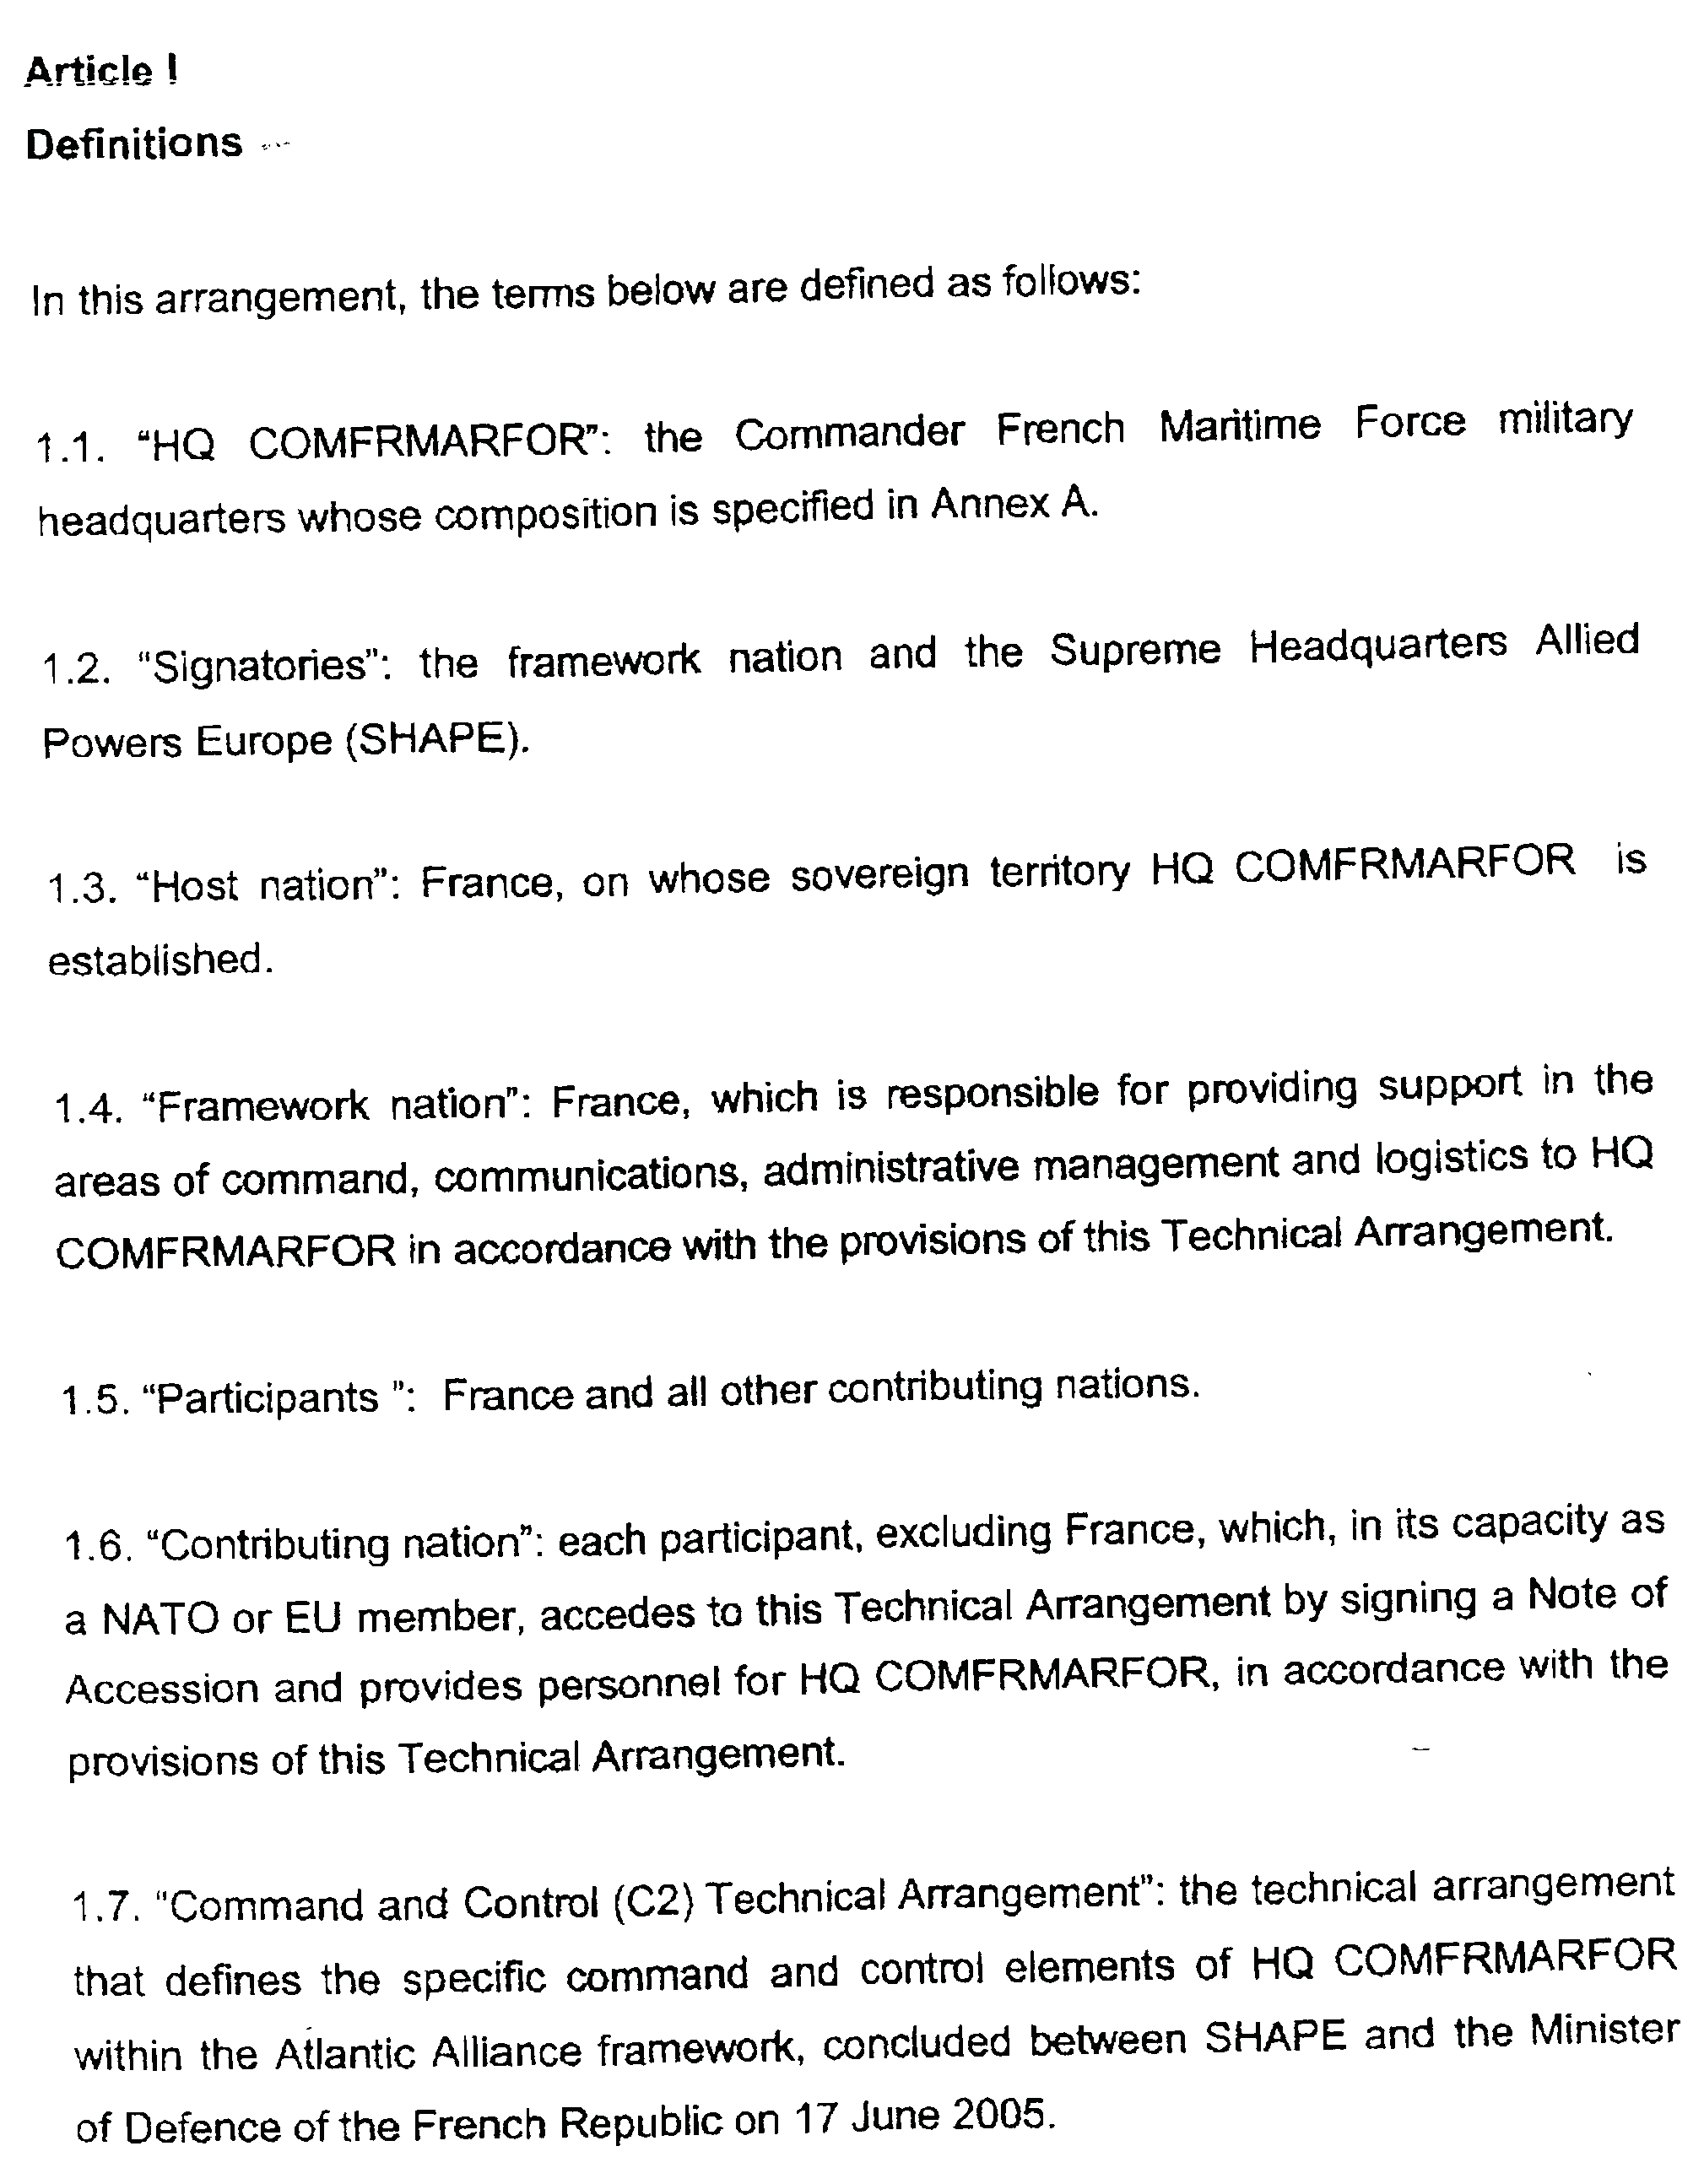 Article I
Definitions
In this arrangement, the terms below are defined as follows:
1.1. “HQ COMFRMARFOR”: the Commander French Maritime Force military
headquarters whose composition is specified in Annex A.
1.2. “Signatories”: the framework nation and the Supreme Headquarters Allied
Powers Europe (SHAPE).
1.3. “Host nation”: France, on whose sovereign territory HQ COMFRMARFOR is
established.
1.4. “Framework nation”: France, which is responsible for providing support in the
areas of command, communications, administrative management and logistics to HQ
COMFRMARFOR in accordance with the provisions of this Technical Arrangement.
1.5. “Participants ”: France and all other contributing nations.
1.6. “Contributing nation”: each participant, excluding France, which, in its capacity as
a NATO or EU member, accedes to this Technical Arrangement by signing a Note of
Accession and provides personnel for HQ COMFRMARFOR, in accordance with the
provisions of this Technical Arrangement.
1.7. “Command and Control (C2) Technical Arrangement”: the technical arrangement
that defines the specific command and control elements of HQ COMFRMARFOR
within the Atlantic Alliance framework, concluded between SHAPE and the Minister
of Defence of the French Republic on 17 June 2005.